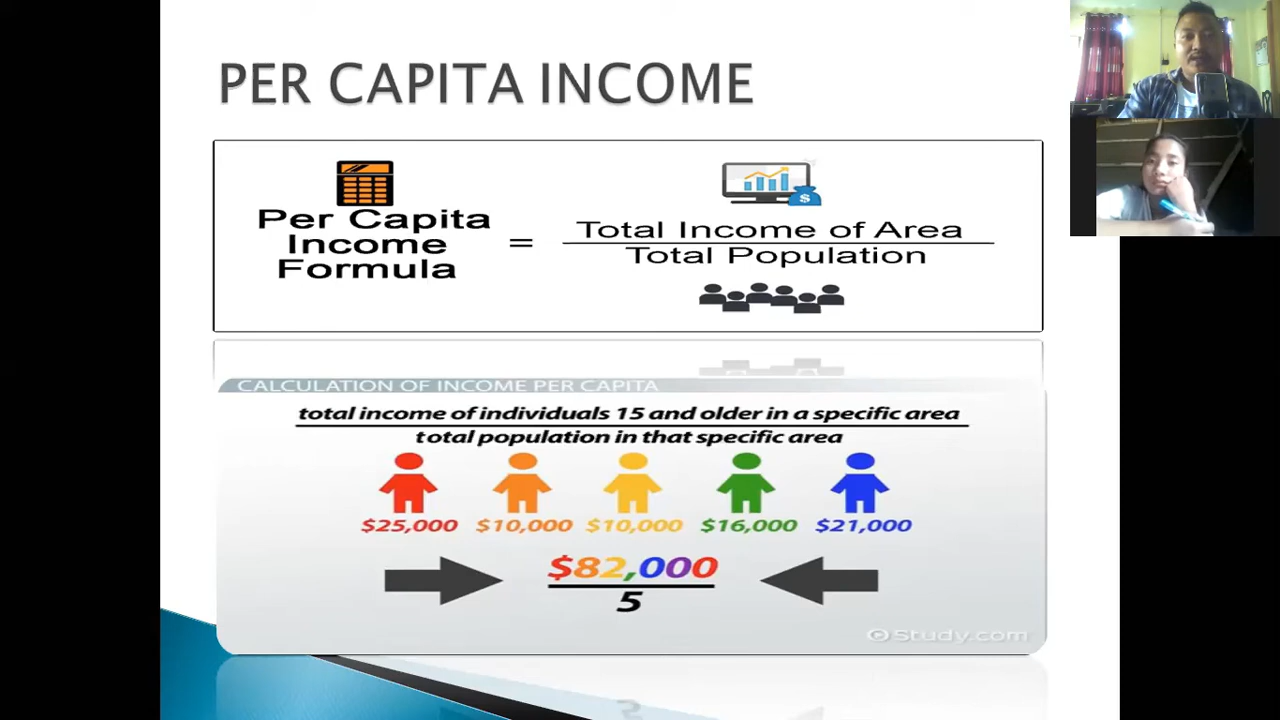 PER CAPITA INCOME
Per Capita
Income
Formula
=
Total Income of Area
Total Population
$
CALCULATION OF INCOME PER CAPITA
total income of individuals 15 and older in a specific area
total population in that specific area
$25,000 $10,000 $10,000 $16,000 $21,000
$82,000
5
Study.com